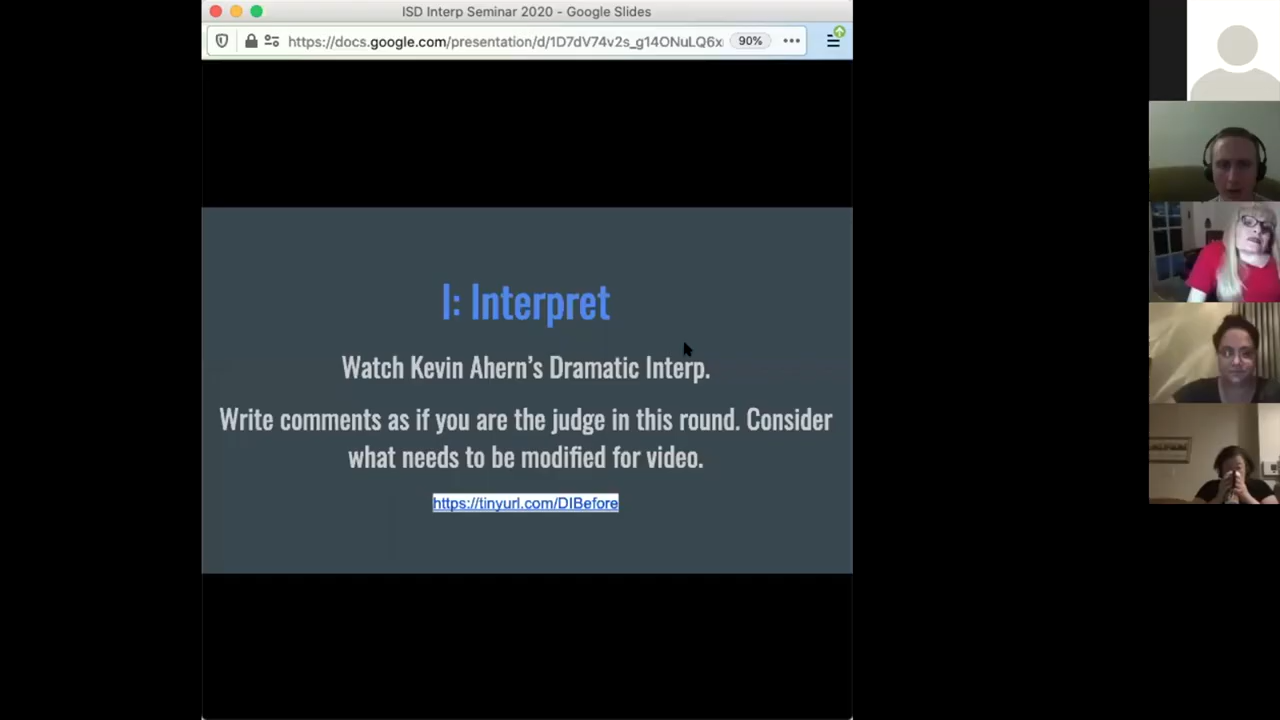 ISD Interp Seminar 2020 - Google Slides
https://docs.google.com/presentation/d/1D7dV74v2s_g14ONuLQ6x
90%
I: Interpret
Watch Kevin Ahern's Dramatic Interp.
Write comments as if you are the judge in this round. Consider
what needs to be modified for video.
https://tinyurl.com/DIBefore